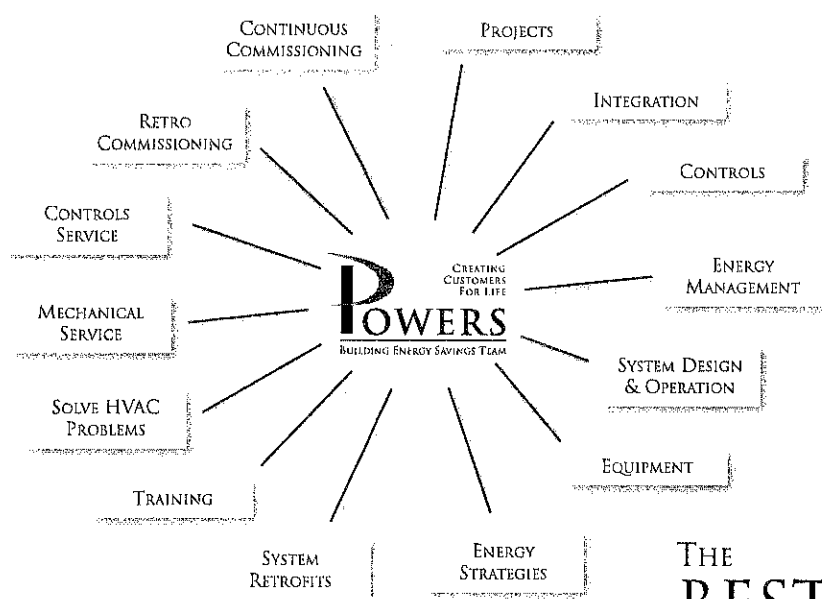 CONTINUOUS
COMMISSIONING
PROJECTS
RETRO
COMMISSIONING
INTEGRATION
CONTROLS
CONTROLS
SERVICE
CREATING
CUSTOMERS
FOR LIFE
POWERS
BUILDING ENERGY SAVINGS TEAM
ENERGY
MANAGEMENT
MECHANICAL
SERVICE
SYSTEM DESIGN
& OPERATION
SOLVE HVAC
PROBLEMS
EQUIPMENT
TRAINING
SYSTEM
RETROFITS
ENERGY
STRATEGIES
THE
BEST